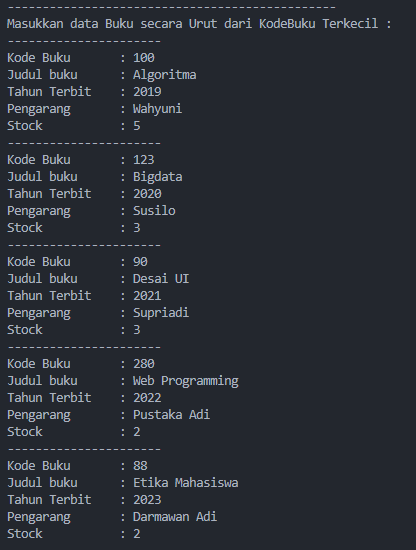 -----------------------------------------------
Masukkan data Buku secara Urut dari KodeBuku Terkecil :
----------------------
Kode Buku : 100
Judul buku : Algoritma
Tahun Terbit : 2019
Pengarang : Wahyuni
Stock : 5
----------------------
Kode Buku : 123
Judul buku : Bigdata
Tahun Terbit : 2020
Pengarang : Susilo
Stock : 3
----------------------
Kode Buku : 90
Judul buku : Desai UI
Tahun Terbit : 2021
Pengarang : Supriadi
Stock : 3
----------------------
Kode Buku : 280
Judul buku : Web Programming
Tahun Terbit : 2022
Pengarang : Pustaka Adi
Stock : 2
----------------------
Kode Buku : 88
Judul buku : Etika Mahasiswa
Tahun Terbit : 2023
Pengarang : Darmawan Adi
Stock : 2